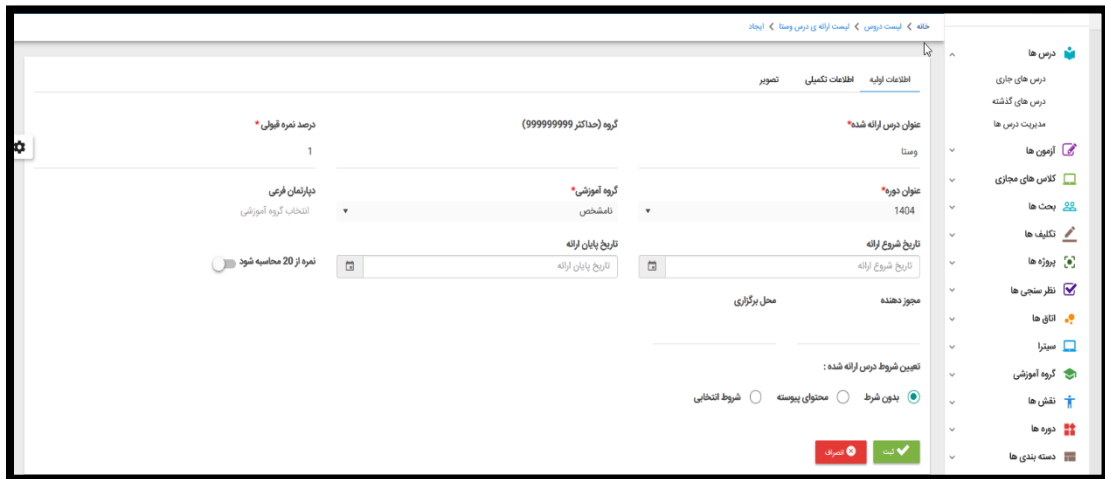 خانه ❯ لیست دروس ❯ لیست ارائه ی درس وستا ❯ ایجاد
درس ها
درس های جاری
درس های گذشته
مدیریت درس ها
آزمون ها
کلاس های مجازی
بحث ها
تکلیف ها
پروژه ها
نظر سنجی ها
اتاق ها
سیترا
گروه آموزشی
نقش ها
دوره ها
دسته بندی ها
اطلاعات اولیه اطلاعات تکمیلی تصویر
عنوان درس ارائه شده* گروه (حداکثر 999999999) درصد نمره قبولی *
وستا 1
عنوان دوره* گروه آموزشی* دپارتمان فرعی
1404 نامشخص انتخاب گروه آموزشی
تاریخ شروع ارائه تاریخ پایان ارائه
تاریخ شروع ارائه تاریخ پایان ارائه نمره از 20 محاسبه شود
مجوز دهنده محل برگزاری
تعیین شروط درس ارائه شده :
بدون شرط محتوای پیوسته شروط انتخابی
ثبت انصراف